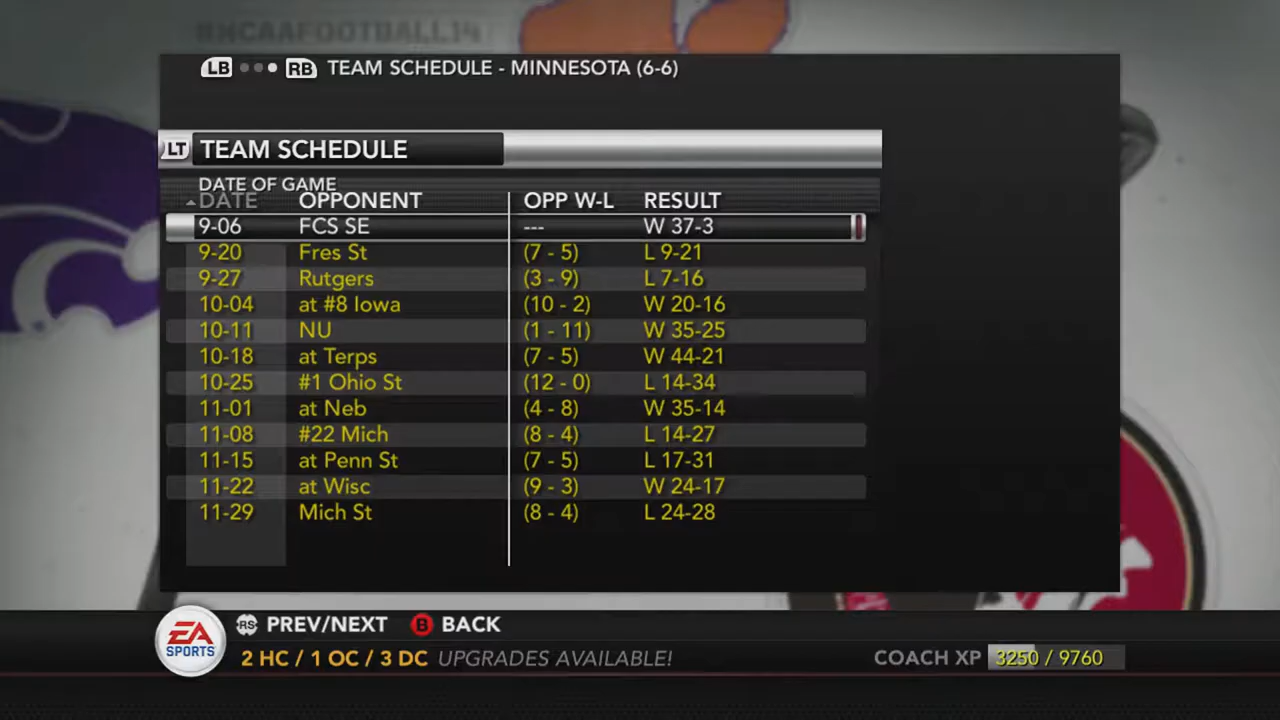 #NCAAFOOTBALL14
LB RB TEAM SCHEDULE - MINNESOTA (6-6)
LT TEAM SCHEDULE
DATE OF GAME
DATE OPPONENT OPP W-L RESULT
9-06 FCS SE --- W 37-3
9-20 Fres St (7 - 5) L 9-21
9-27 Rutgers (3 - 9) L 7-16
10-04 at #8 Iowa (10 - 2) W 20-16
10-11 NU (1 - 11) W 35-25
10-18 at Terps (7 - 5) W 44-21
10-25 #1 Ohio St (12 - 0) L 14-34
11-01 at Neb (4 - 8) W 35-14
11-08 #22 Mich (8 - 4) L 14-27
11-15 at Penn St (7 - 5) L 17-31
11-22 at Wisc (9 - 3) W 24-17
11-29 Mich St (8 - 4) L 24-28
EA SPORTS
RS PREV/NEXT B BACK
2 HC / 1 OC / 3 DC UPGRADES AVAILABLE!
COACH XP 3250 / 9760